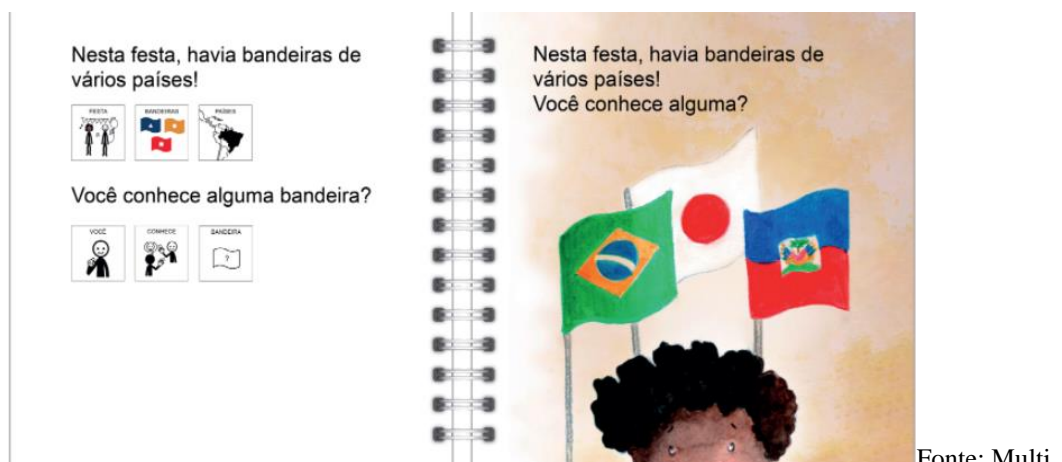 Nesta festa, havia bandeiras de
vários países!
FESTA
BANDEIRAS
PAÍSES
Você conhece alguma bandeira?
VOCÊ
CONHECE
BANDEIRA
?
Nesta festa, havia bandeiras de
vários países!
Você conhece alguma?
Fonte: Multi